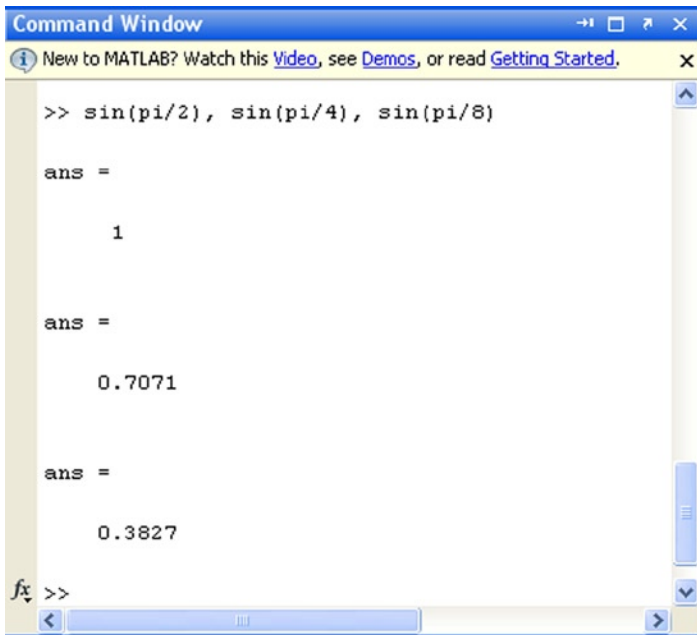 Command Window
New to MATLAB? Watch this Video, see Demos, or read Getting Started.
>> sin(pi/2), sin(pi/4), sin(pi/8)
ans =
1
ans =
0.7071
ans =
0.3827
fx >>